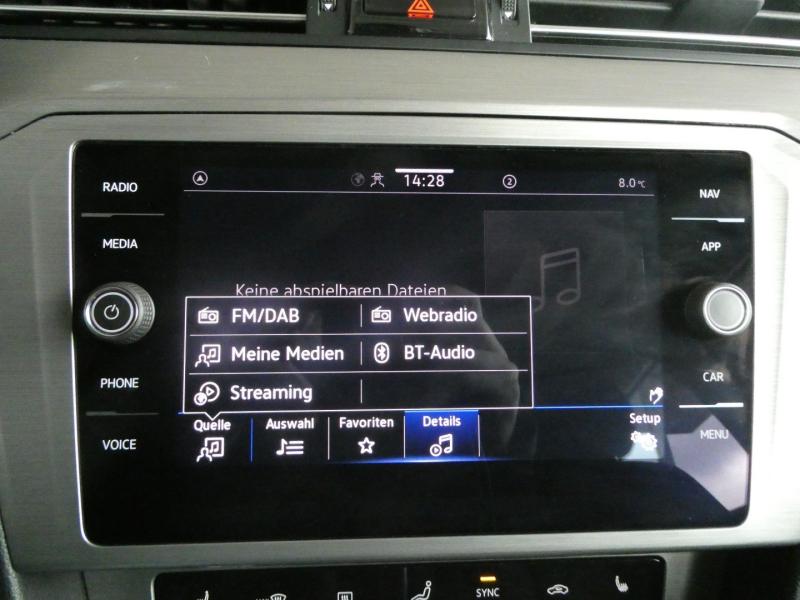 RADIO
MEDIA
PHONE
VOICE
14:28
2
8.0°C
Keine abspielbaren Dateien
FM/DAB
Webradio
Meine Medien
BT-Audio
Streaming
Quelle
Auswahl
Favoriten
Details
Setup
NAV
APP
CAR
MENU
SYNC